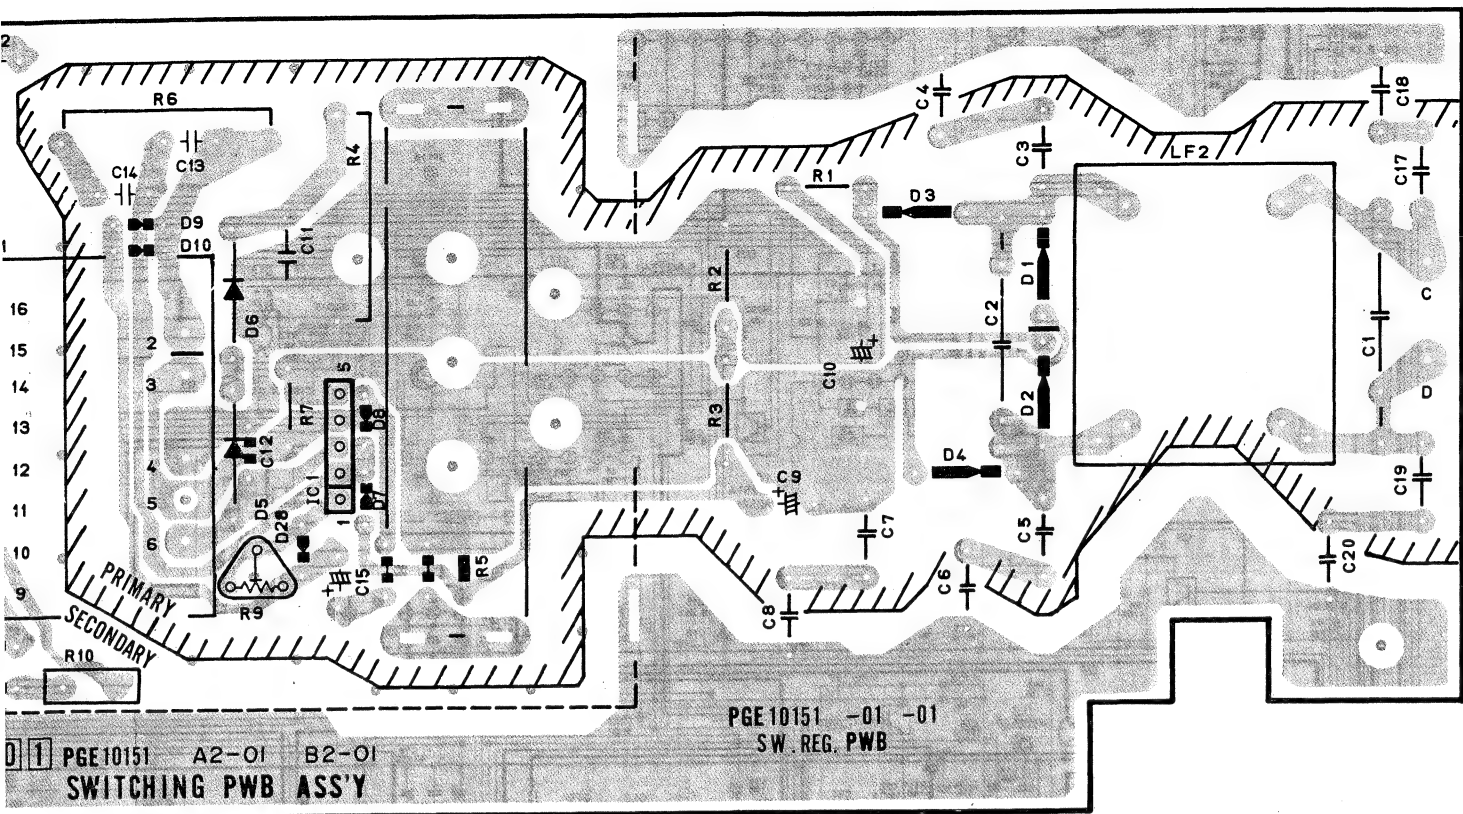 2
R6
C13
C14
R4
D9
D10
1
C11
D6
16
15
14
13
12
11
10
9
2
3
4
5
6
R7
5
IC1
1
D8
D7
C12
D5
D28
R9
C15
R5
PRIMARY
SECONDARY
R10
C4
C3
LF2
C18
C17
R1
D3
R2
D1
C2
C
C1
D
C10
R3
D2
D4
C9
C7
C5
C6
C8
C19
C20
PGE10151 -01 -01
SW. REG. PWB
0 1 PGE10151 A2-01 B2-01
SWITCHING PWB ASS'Y